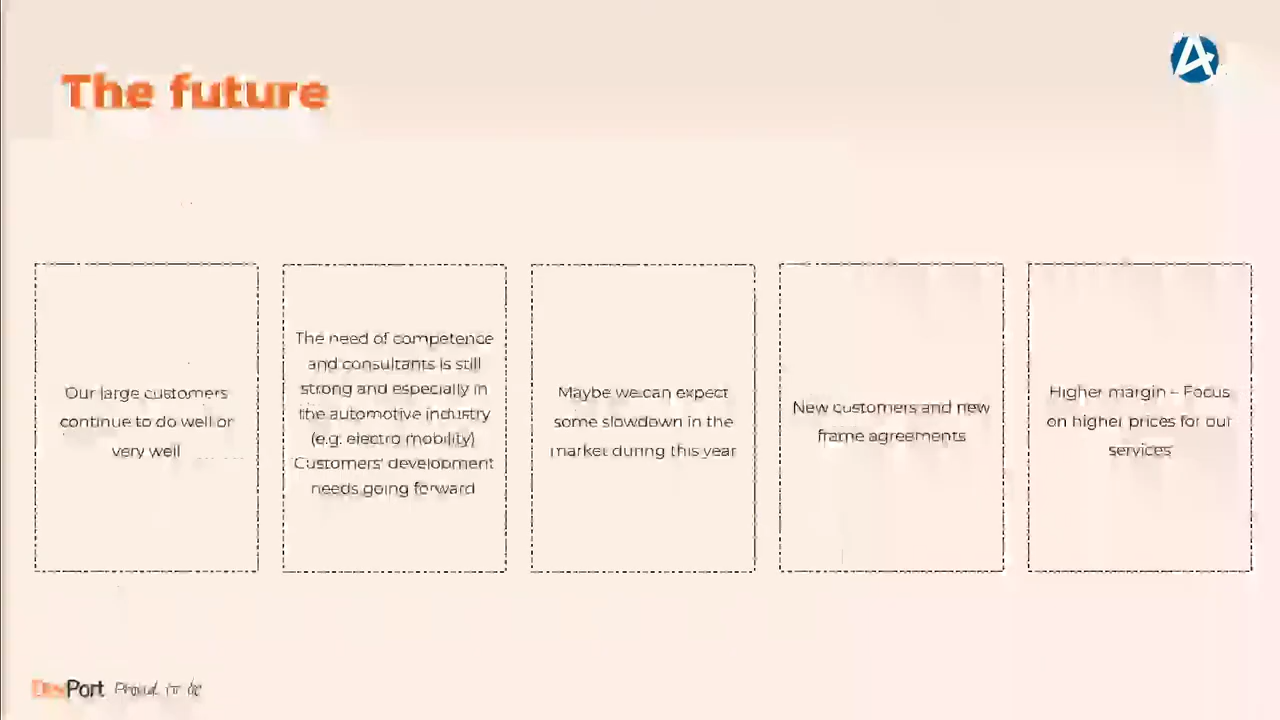 The future
Our large customers
continue to do well or
very well
The need of competence
and consultants is still
strong and especially in
the automotive industry
(e.g. electro mobility)
Customers' development
needs going forward
Maybe we can expect
some slowdown in the
market during this year
New customers and new
frame agreements
Higher margin – Focus
on higher prices for our
services
Port Proud to be